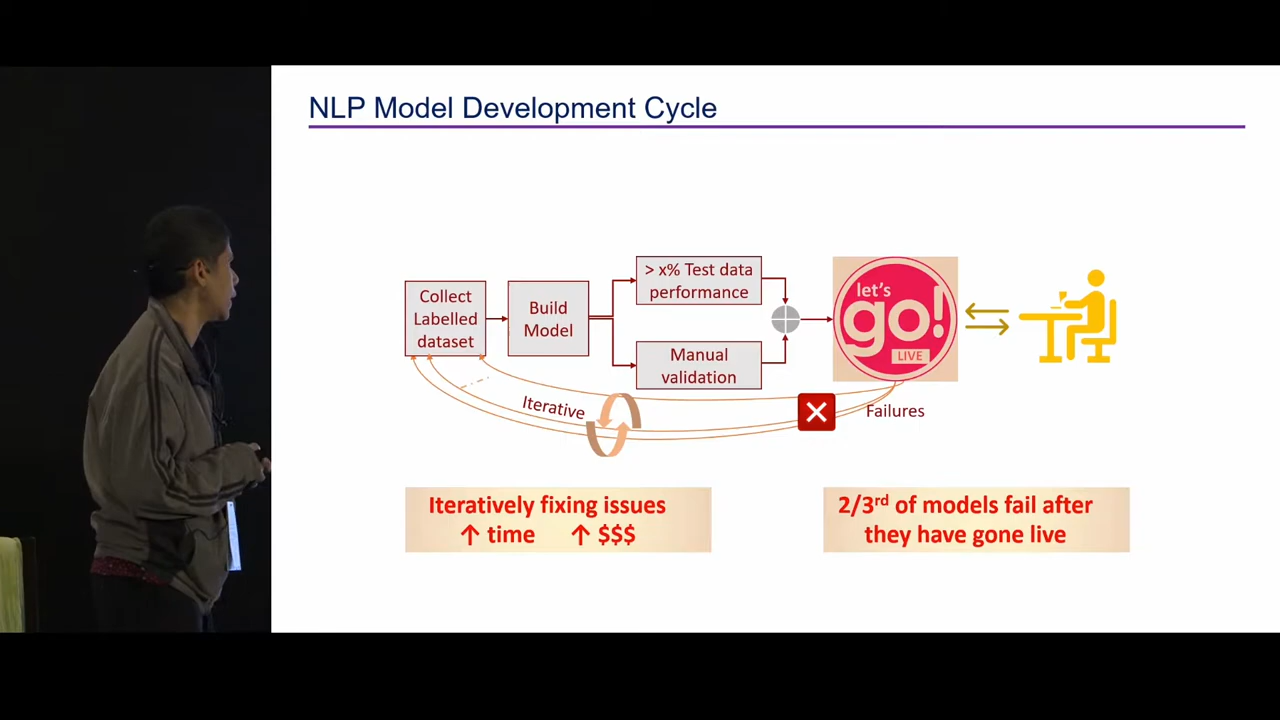 NLP Model Development Cycle
Collect
Labelled
dataset
Build
Model
> x% Test data
performance
Manual
validation
let's
go!
LIVE
Iterative
Failures
Iteratively fixing issues
↑ time ↑ $$$
2/3rd of models fail after
they have gone live